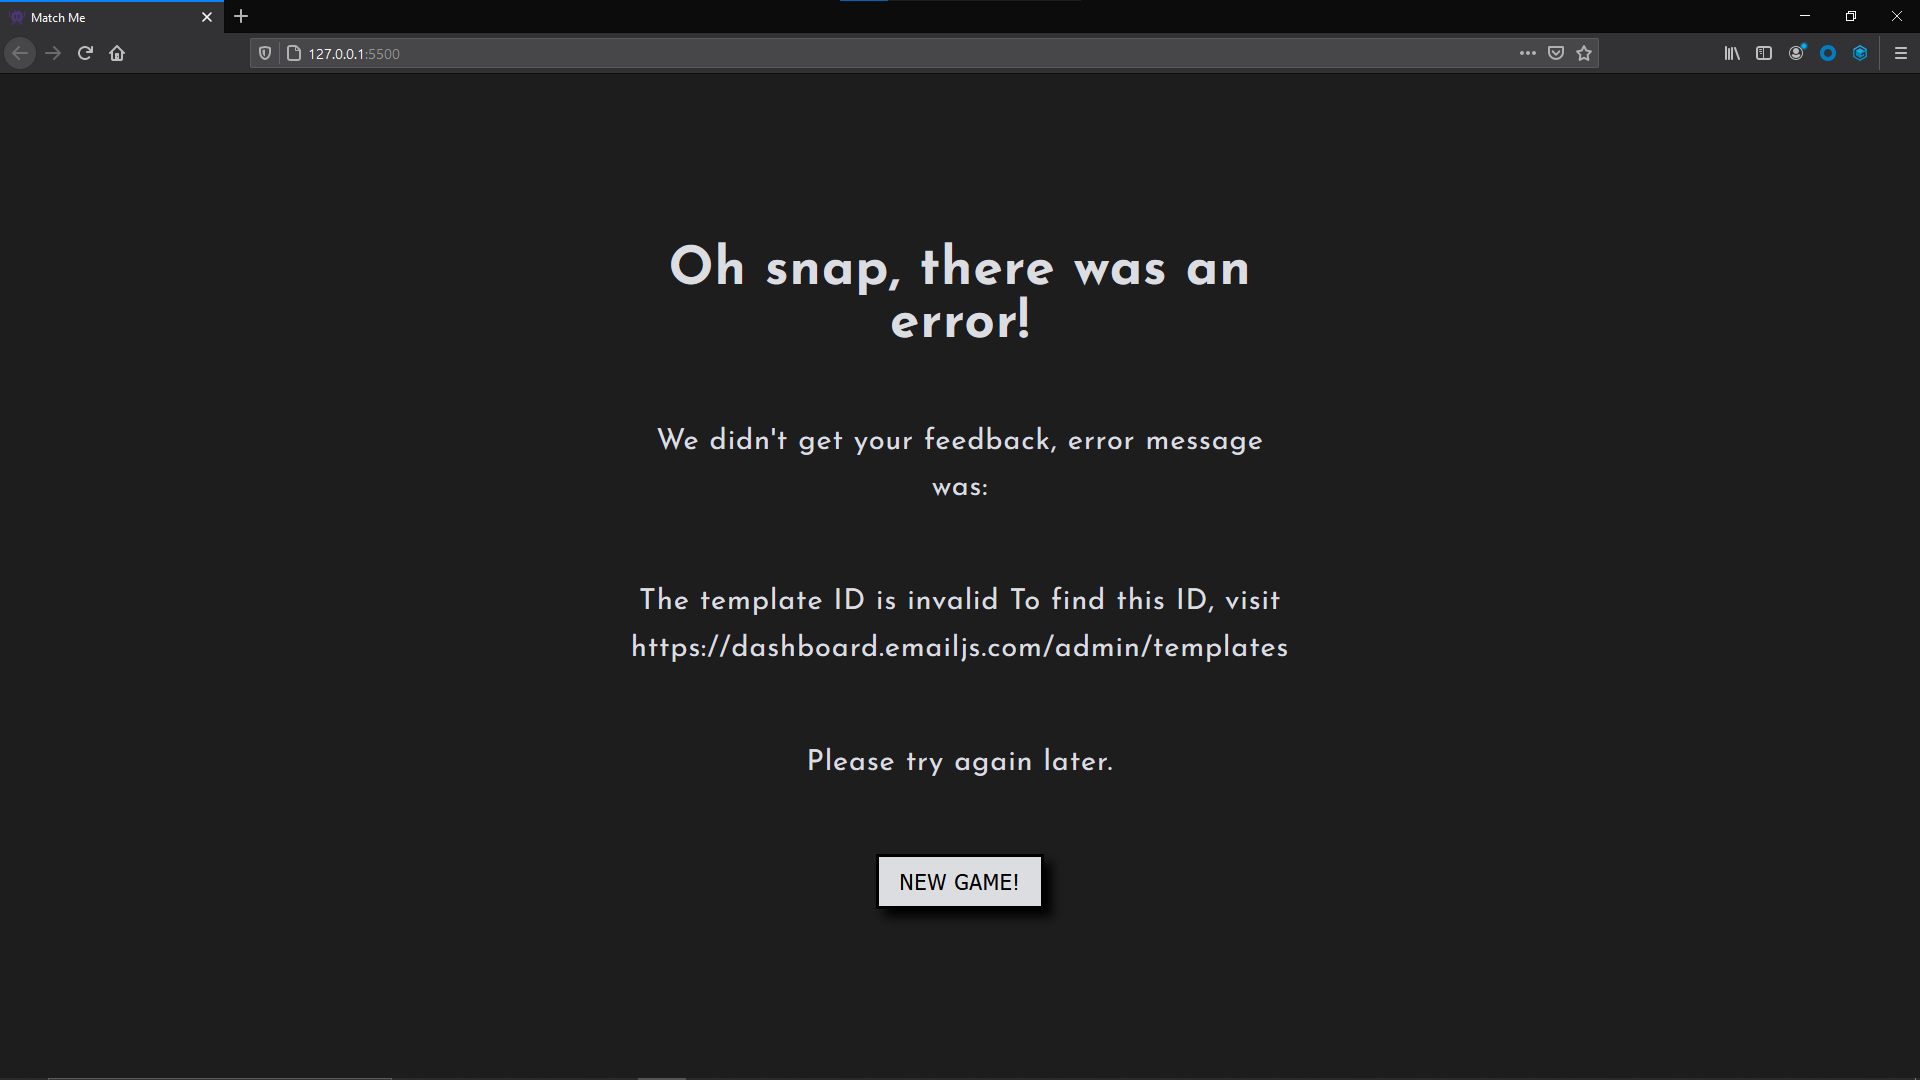 Match Me
127.0.0.1:5500
Oh snap, there was an
error!
We didn't get your feedback, error message
was:
The template ID is invalid To find this ID, visit
https://dashboard.emailjs.com/admin/templates
Please try again later.
NEW GAME!